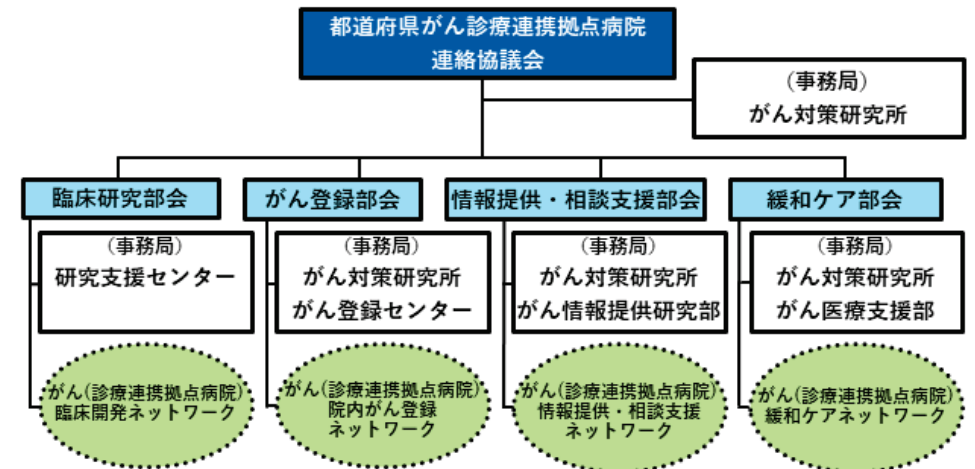 都道府県がん診療連携拠点病院
連絡協議会
(事務局)
がん対策研究所
臨床研究部会
(事務局)
研究支援センター
がん(診療連携拠点病院)
臨床開発ネットワーク
がん登録部会
(事務局)
がん対策研究所
がん登録センター
がん(診療連携拠点病院)
院内がん登録
ネットワーク
情報提供・相談支援部会
(事務局)
がん対策研究所
がん情報提供研究部
がん(診療連携拠点病院)
情報提供・相談支援
ネットワーク
緩和ケア部会
(事務局)
がん対策研究所
がん医療支援部
がん(診療連携拠点病院)
緩和ケアネットワーク